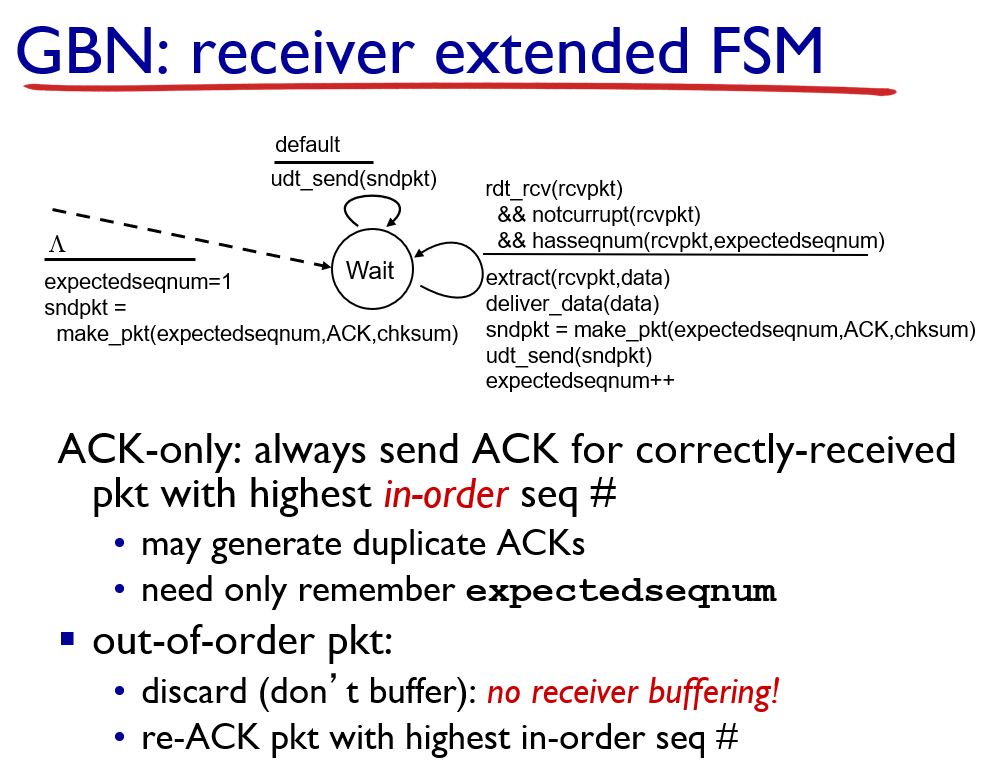 GBN: receiver extended FSM
default
udt_send(sndpkt)
rdt_rcv(rcvpkt)
&& notcurrupt(rcvpkt)
&& hasseqnum(rcvpkt,expectedseqnum)
Λ
Wait
expectedseqnum=1
sndpkt =
make_pkt(expectedseqnum,ACK,chksum)
extract(rcvpkt,data)
deliver_data(data)
sndpkt = make_pkt(expectedseqnum,ACK,chksum)
udt_send(sndpkt)
expectedseqnum++
ACK-only: always send ACK for correctly-received
pkt with highest in-order seq #
• may generate duplicate ACKs
• need only remember expectedseqnum
▪ out-of-order pkt:
• discard (don’t buffer): no receiver buffering!
• re-ACK pkt with highest in-order seq #